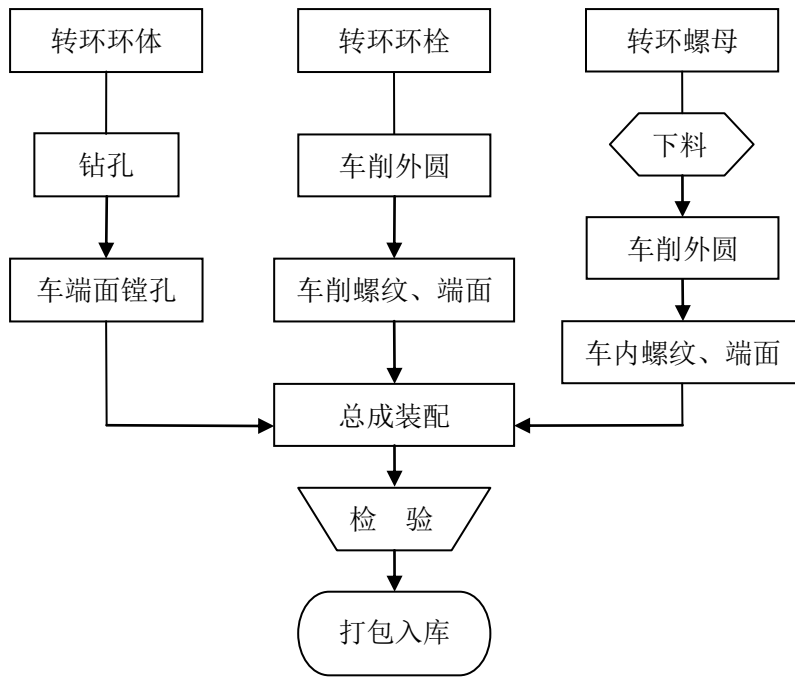 转环环体
转环环栓
转环螺母
钻孔
车削外圆
下料
车端面镗孔
车削螺纹、端面
车削外圆
车内螺纹、端面
总成装配
检 验
打包入库